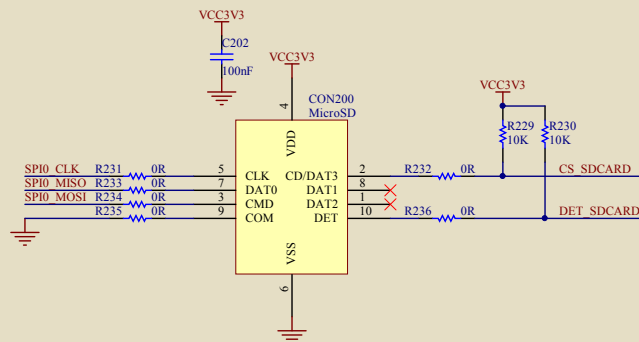 VCC3V3
C202
100nF
VCC3V3
VCC3V3
4
CON200
MicroSD
R229
10K
R230
10K
VDD
SPI0_CLK R231 0R 5 CLK CD/DAT3 2 R232 0R CS_SDCARD
SPI0_MISO R233 0R 7 DAT0 DAT1 8
SPI0_MOSI R234 0R 3 CMD DAT2 1
R235 0R 9 COM DET 10 R236 0R DET_SDCARD
VSS
6